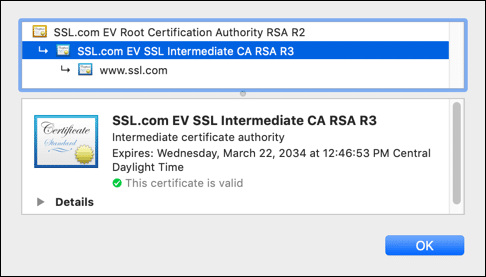 SSL.com EV Root Certification Authority RSA R2
SSL.com EV SSL Intermediate CA RSA R3
www.ssl.com
Certificate
Standard
SSL.com EV SSL Intermediate CA RSA R3
Intermediate certificate authority
Expires: Wednesday, March 22, 2034 at 12:46:53 PM Central
Daylight Time
This certificate is valid
Details
OK